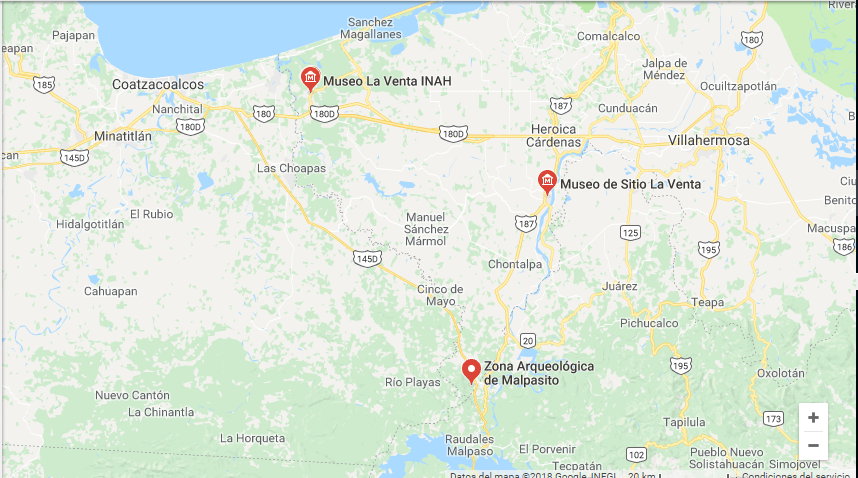 Sanchez
Magallanes
Pajapan
Comalcalco
River
180
eapan
Jalpa de
Méndez
185
Coatzacoalcos
Museo La Venta INAH
Ocuiltzapotlán
Nanchital
180
180D
187
Cunduacán
180D
Minatitlán
180D
Heroica
Cárdenas
Villahermosa
can
145D
Las Choapas
Museo de Sitio La Venta
Ciu
Benito
El Rubio
Manuel
Sánchez
Mármol
Hidalgotitlán
187
125
Macuspa
195
186
145D
Chontalpa
Cahuapan
Cinco de
Mayo
Juárez
Teapa
Pichucalco
20
Zona Arqueológica
de Malpasito
195
Río Playas
Oxolotán
Nuevo Cantón
La Chinantla
173
+
Tapilula
La Horqueta
Raudales
Malpaso
El Porvenir
−
102
Pueblo Nuevo
Solistahuacán
Simojovel
Tecpatán
Datos del mapa ©2018 Google, INEGI
20 km
Condiciones del servicio